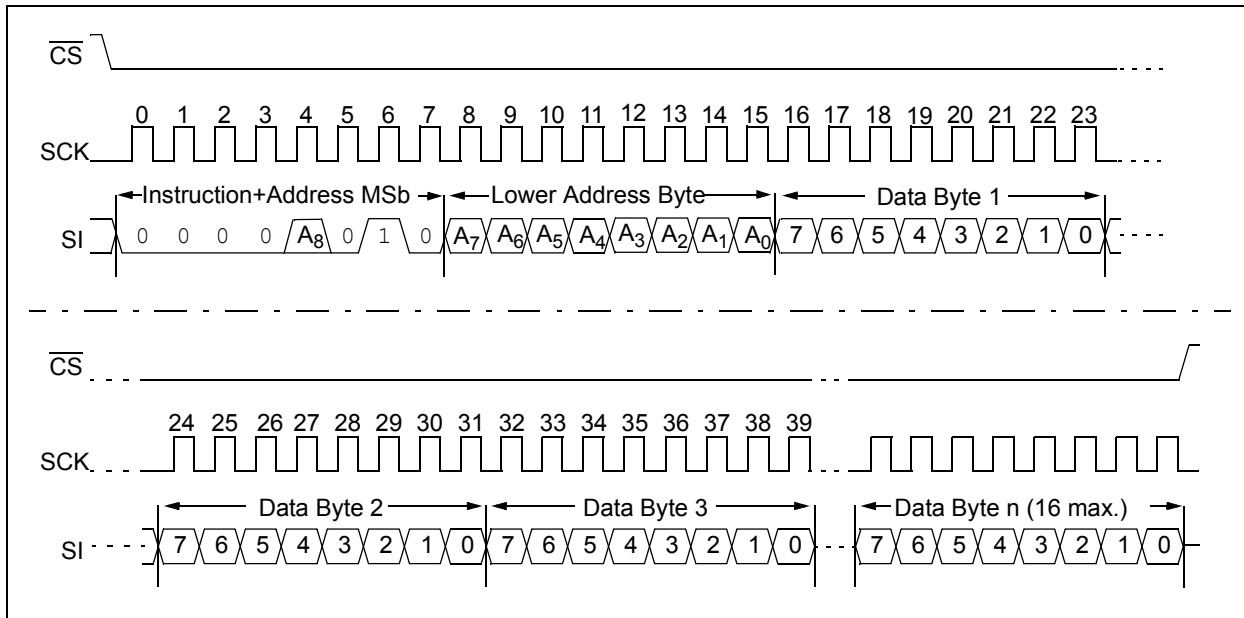 CS
0 1 2 3 4 5 6 7 8 9 10 11 12 13 14 15 16 17 18 19 20 21 22 23
SCK
Instruction+Address MSb Lower Address Byte Data Byte 1
SI 0 0 0 0 A8 0 1 0 A7 A6 A5 A4 A3 A2 A1 A0 7 6 5 4 3 2 1 0
CS
24 25 26 27 28 29 30 31 32 33 34 35 36 37 38 39
SCK
Data Byte 2 Data Byte 3 Data Byte n (16 max.)
SI 7 6 5 4 3 2 1 0 7 6 5 4 3 2 1 0 7 6 5 4 3 2 1 0